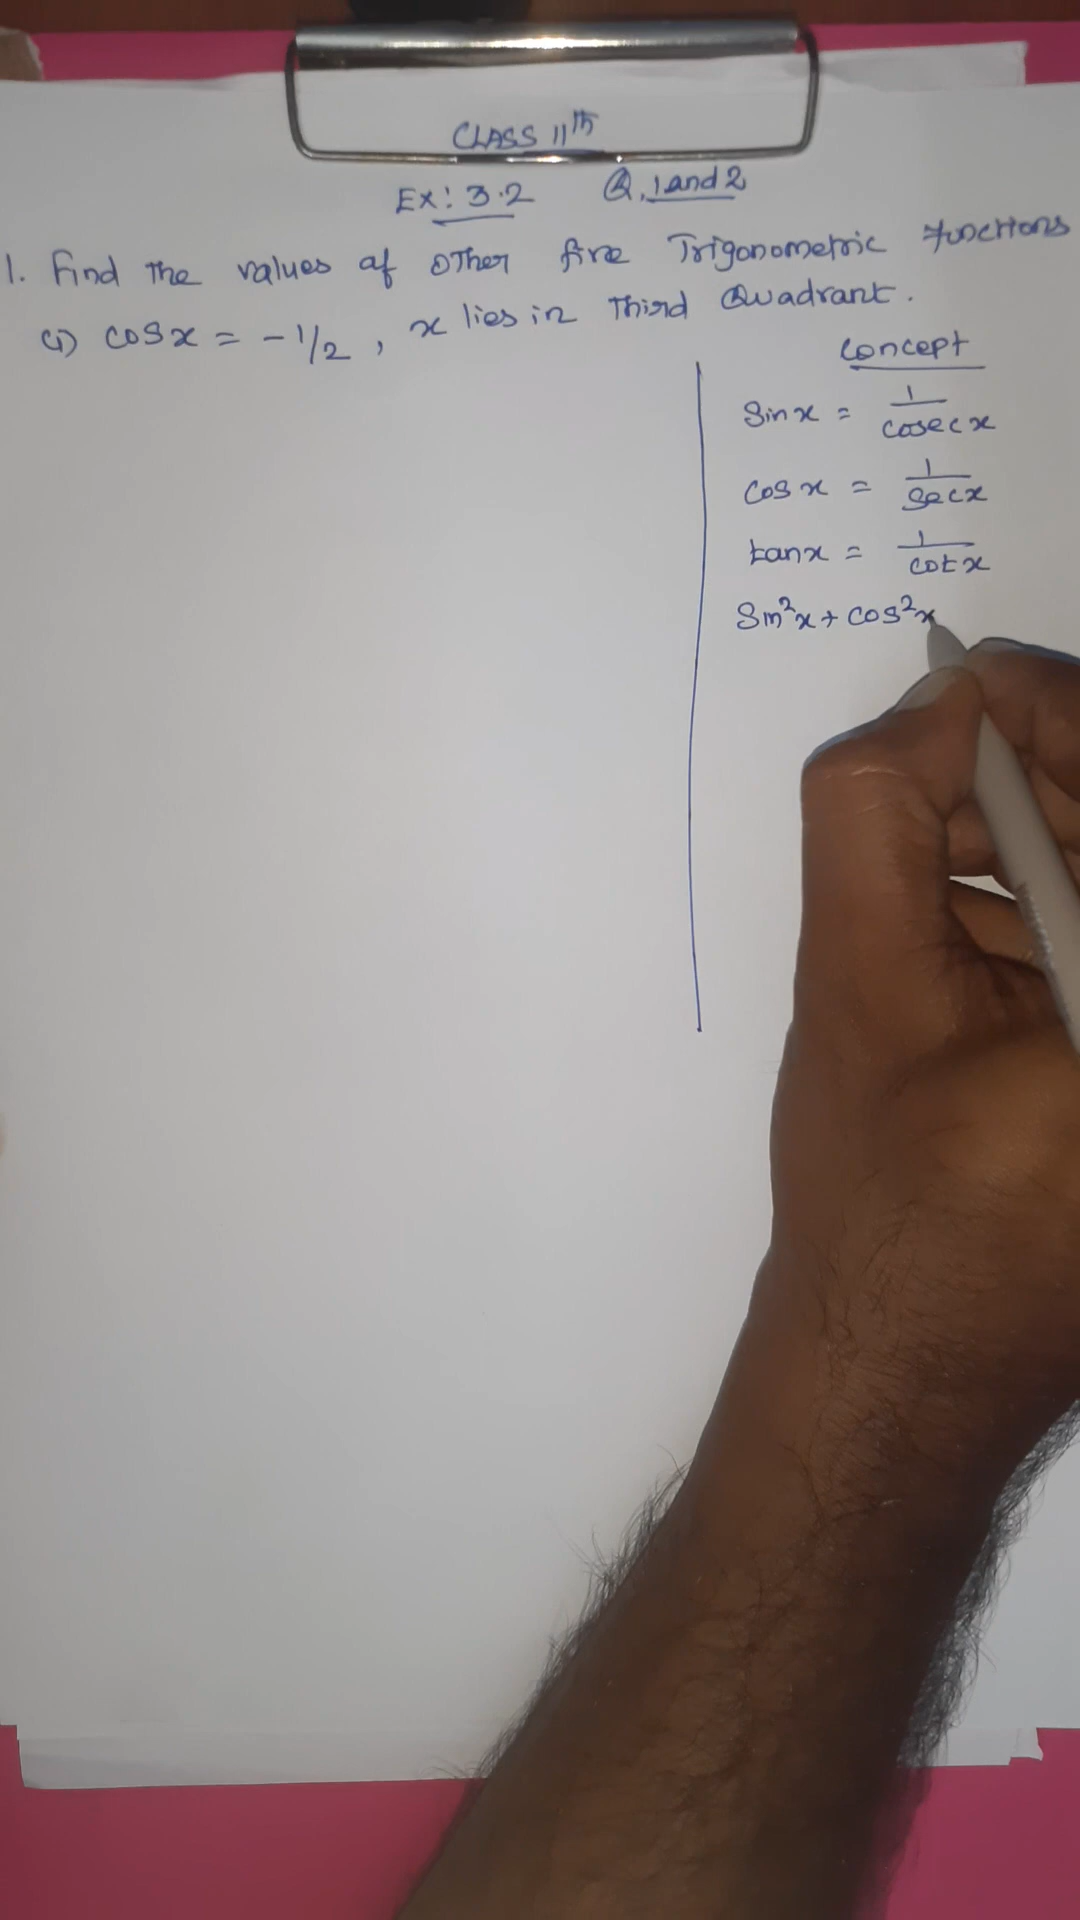 CLASS 11th
Ex: 3.2 Q. 1 and 2
1. Find the values of other five Trigonometric functions
(1) cos x = -1/2, x lies in Third Quadrant.
Concept
Sin x = 1/cosec x
Cos x = 1/Sec x
tan x = 1/cot x
Sin²x + cos²x